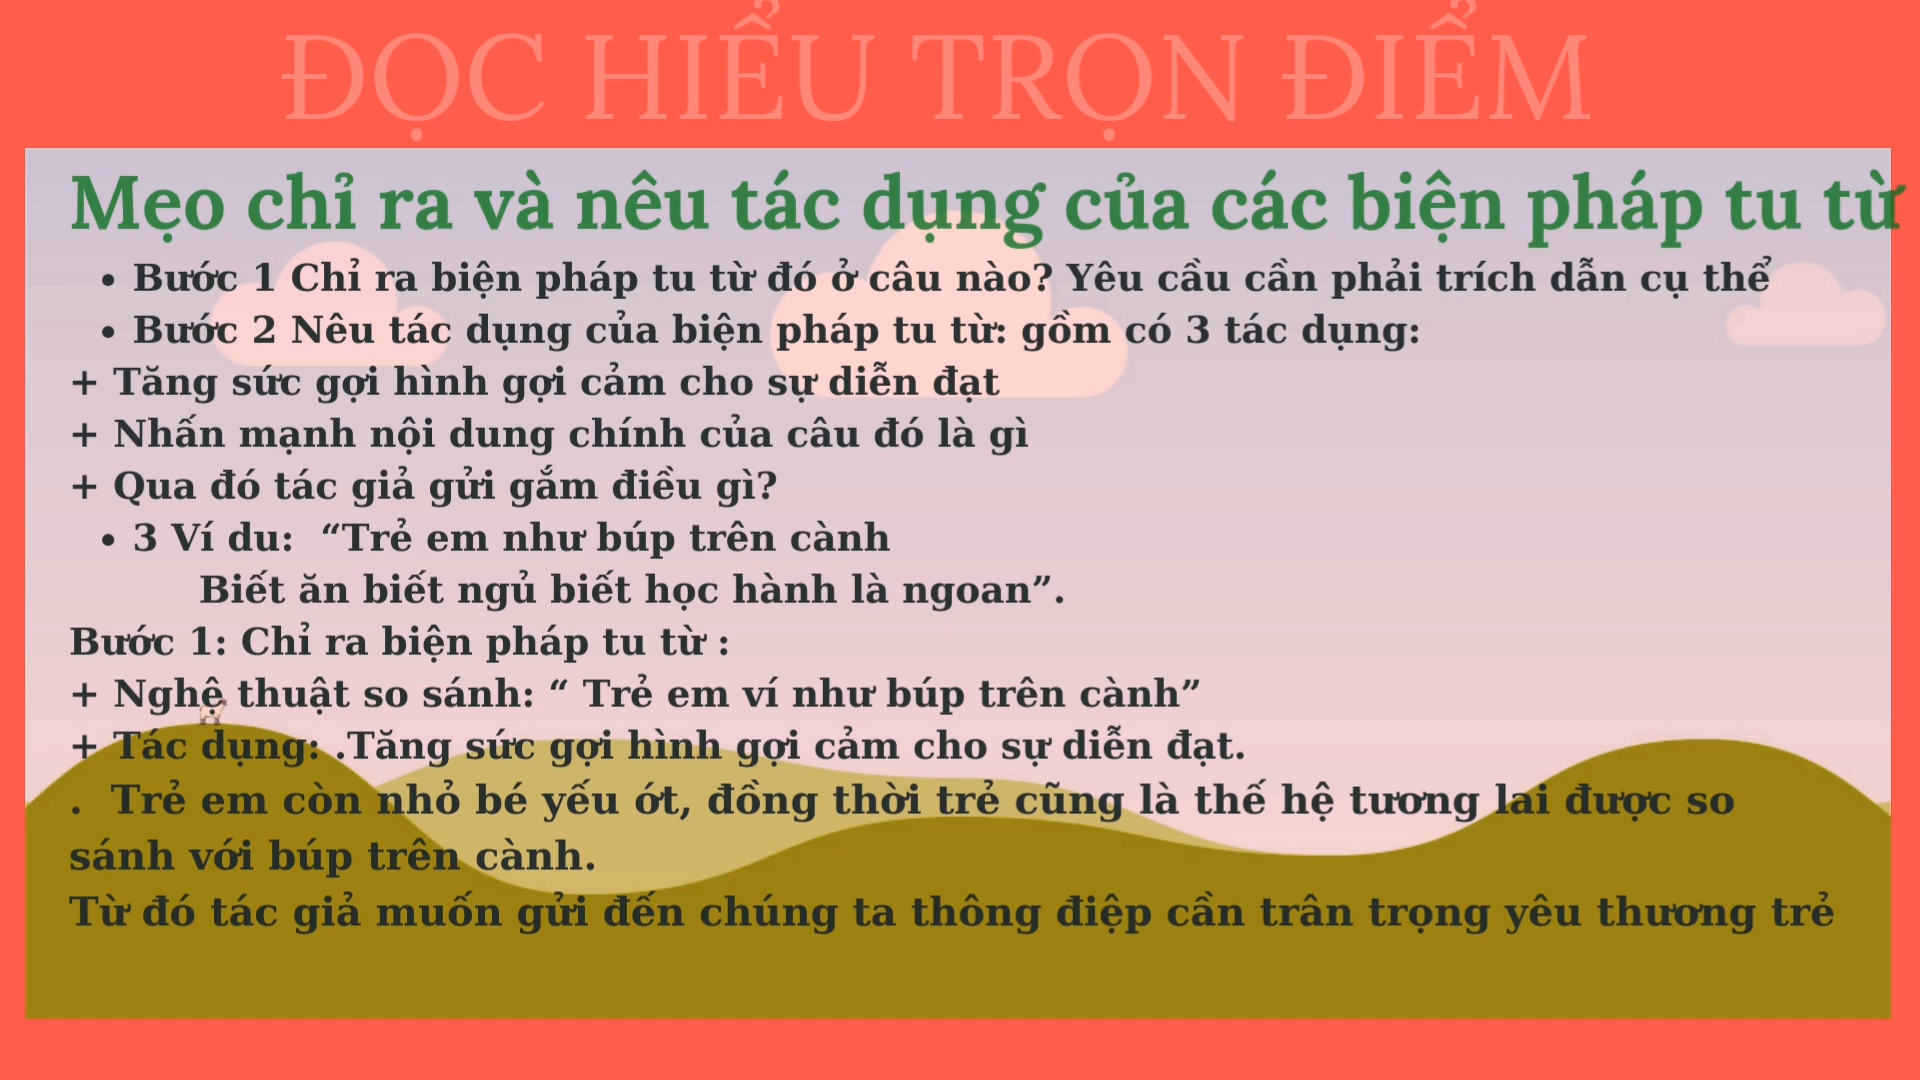 ĐỌC HIỂU TRỌN ĐIỂM
Mẹo chỉ ra và nêu tác dụng của các biện pháp tu từ
• Bước 1 Chỉ ra biện pháp tu từ đó ở câu nào? Yêu cầu cần phải trích dẫn cụ thể
• Bước 2 Nêu tác dụng của biện pháp tu từ: gồm có 3 tác dụng:
+ Tăng sức gợi hình gợi cảm cho sự diễn đạt
+ Nhấn mạnh nội dung chính của câu đó là gì
+ Qua đó tác giả gửi gắm điều gì?
• 3 Ví du: “Trẻ em như búp trên cành
Biết ăn biết ngủ biết học hành là ngoan”.
Bước 1: Chỉ ra biện pháp tu từ :
+ Nghệ thuật so sánh: “ Trẻ em ví như búp trên cành”
+ Tác dụng: .Tăng sức gợi hình gợi cảm cho sự diễn đạt.
. Trẻ em còn nhỏ bé yếu ớt, đồng thời trẻ cũng là thế hệ tương lai được so
sánh với búp trên cành.
Từ đó tác giả muốn gửi đến chúng ta thông điệp cần trân trọng yêu thương trẻ